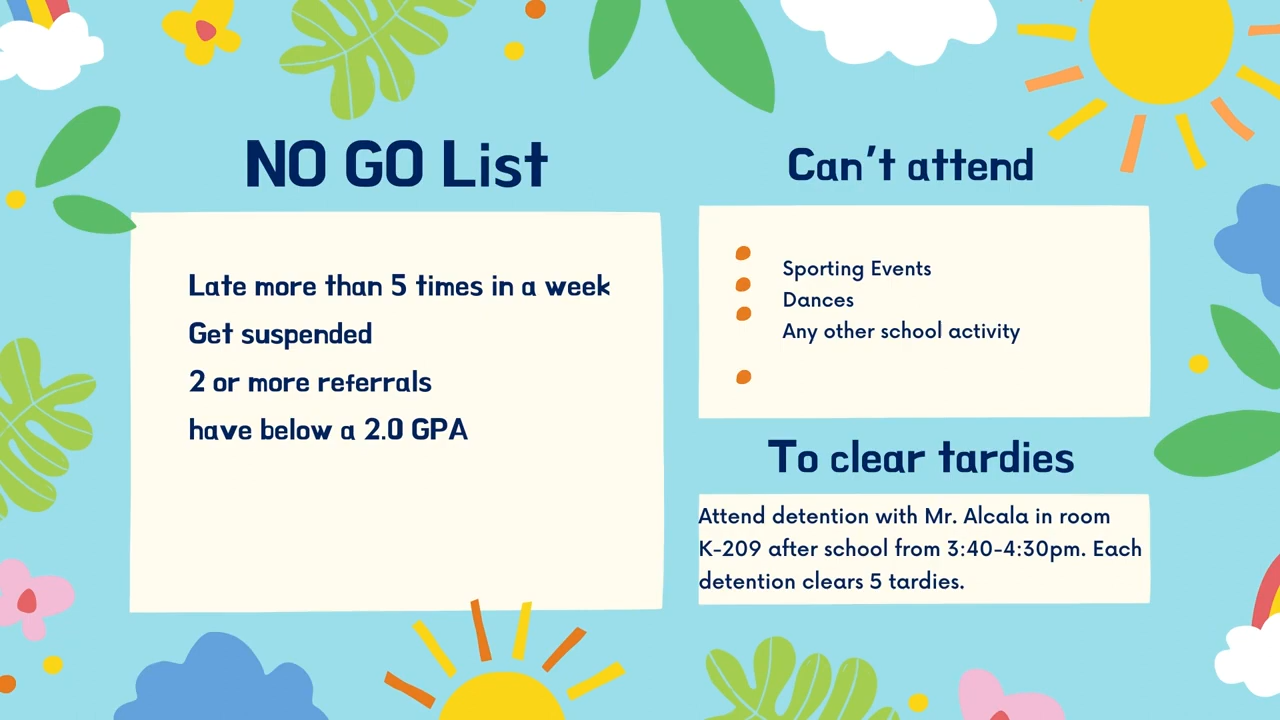 NO GO List
Late more than 5 times in a week
Get suspended
2 or more referrals
have below a 2.0 GPA
Can't attend
Sporting Events
Dances
Any other school activity
To clear tardies
Attend detention with Mr. Alcala in room
K-209 after school from 3:40-4:30pm. Each
detention clears 5 tardies.